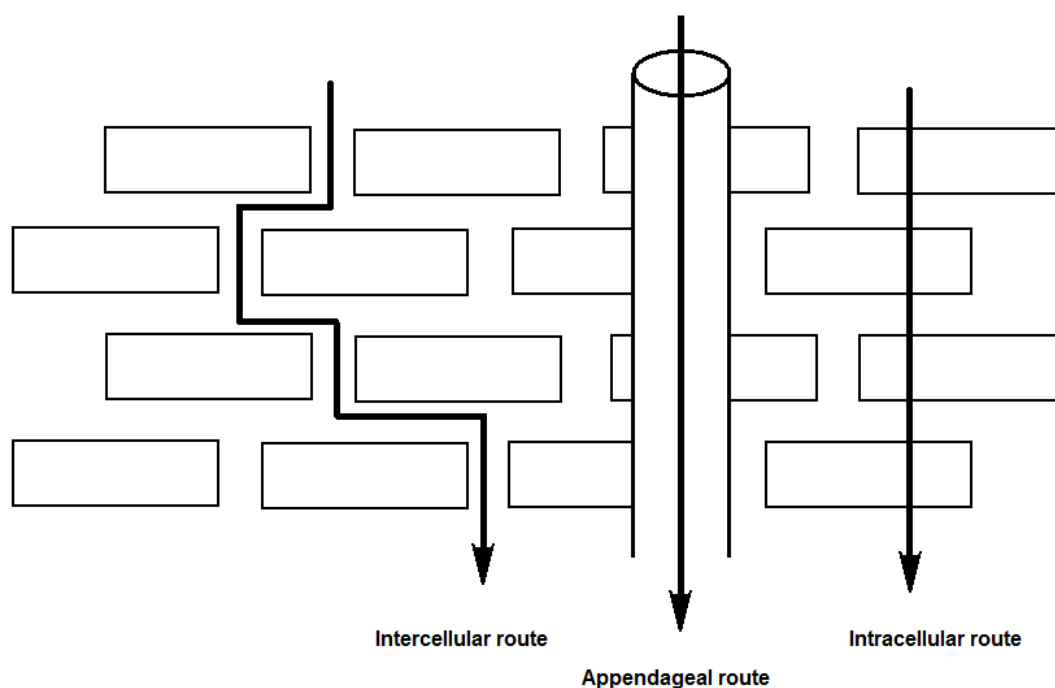 Intercellular route
Intracellular route
Appendageal route